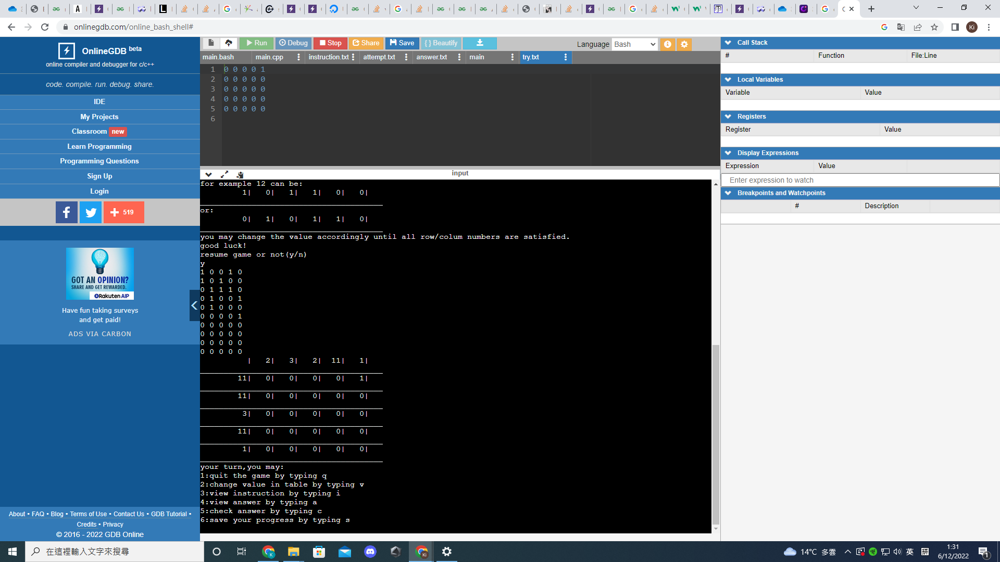 onlinegdb.com/online_bash_shell#
Ki
OnlineGDB beta
online compiler and debugger for c/c++
code. compile. run. debug. share.
IDE
My Projects
Classroom new
Learn Programming
Programming Questions
Sign Up
Login
519
GOT AN OPINION?
SHARE AND GET REWARDED.
Rakuten AIP
Have fun taking surveys
and get paid!
ADS VIA CARBON
About • FAQ • Blog • Terms of Use • Contact Us • GDB Tutorial •
Credits • Privacy
© 2016 - 2022 GDB Online
Run Debug Stop Share Save { } Beautify
Language Bash
main.bash main.cpp instruction.txt attempt.txt answer.txt main try.txt
1 0 0 0 0 1
2 0 0 0 0 0
3 0 0 0 0 0
4 0 0 0 0 0
5 0 0 0 0 0
6
input
for example 12 can be:
1| 0| 1| 1| 0| 0|
or:
0| 1| 0| 1| 1| 0|
you may change the value accordingly until all row/colum numbers are satisfied.
good luck!
resume game or not(y/n)
y
1 0 0 1 0
1 0 1 0 0
0 1 1 1 0
0 1 0 0 1
0 1 0 0 0
0 0 0 0 1
0 0 0 0 0
0 0 0 0 0
0 0 0 0 0
0 0 0 0 0
| 2| 3| 2| 11| 1|
11| 0| 0| 0| 0| 1|
11| 0| 0| 0| 0| 0|
3| 0| 0| 0| 0| 0|
11| 0| 0| 0| 0| 0|
1| 0| 0| 0| 0| 0|
your turn,you may:
1:quit the game by typing q
2:change value in table by typing v
3:view instruction by typing i
4:view answer by typing a
5:check answer by typing c
6:save your progress by typing s
Call Stack
# Function File:Line
Local Variables
Variable Value
Registers
Register Value
Display Expressions
Expression Value
Enter expression to watch
Breakpoints and Watchpoints
# Description
在這裡輸入文字來搜尋
14°C 多雲
英
1:31
6/12/2022
1